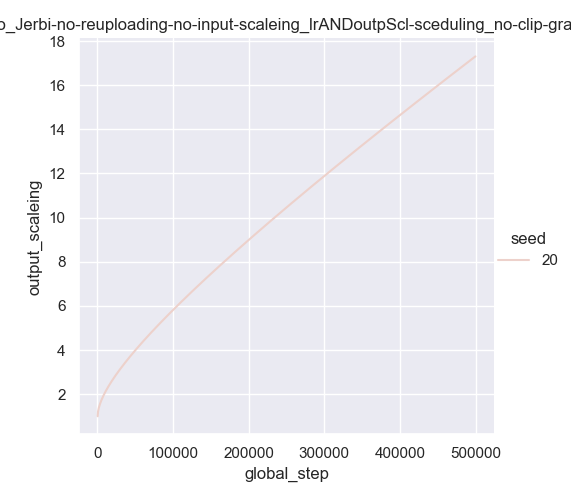 o_Jerbi-no-reuploading-no-input-scaleing_lrANDoutpScl-sceduling_no-clip-gra
18
16
14
12
10
8
6
4
2
output_scaleing
0 100000 200000 300000 400000 500000
global_step
seed
20